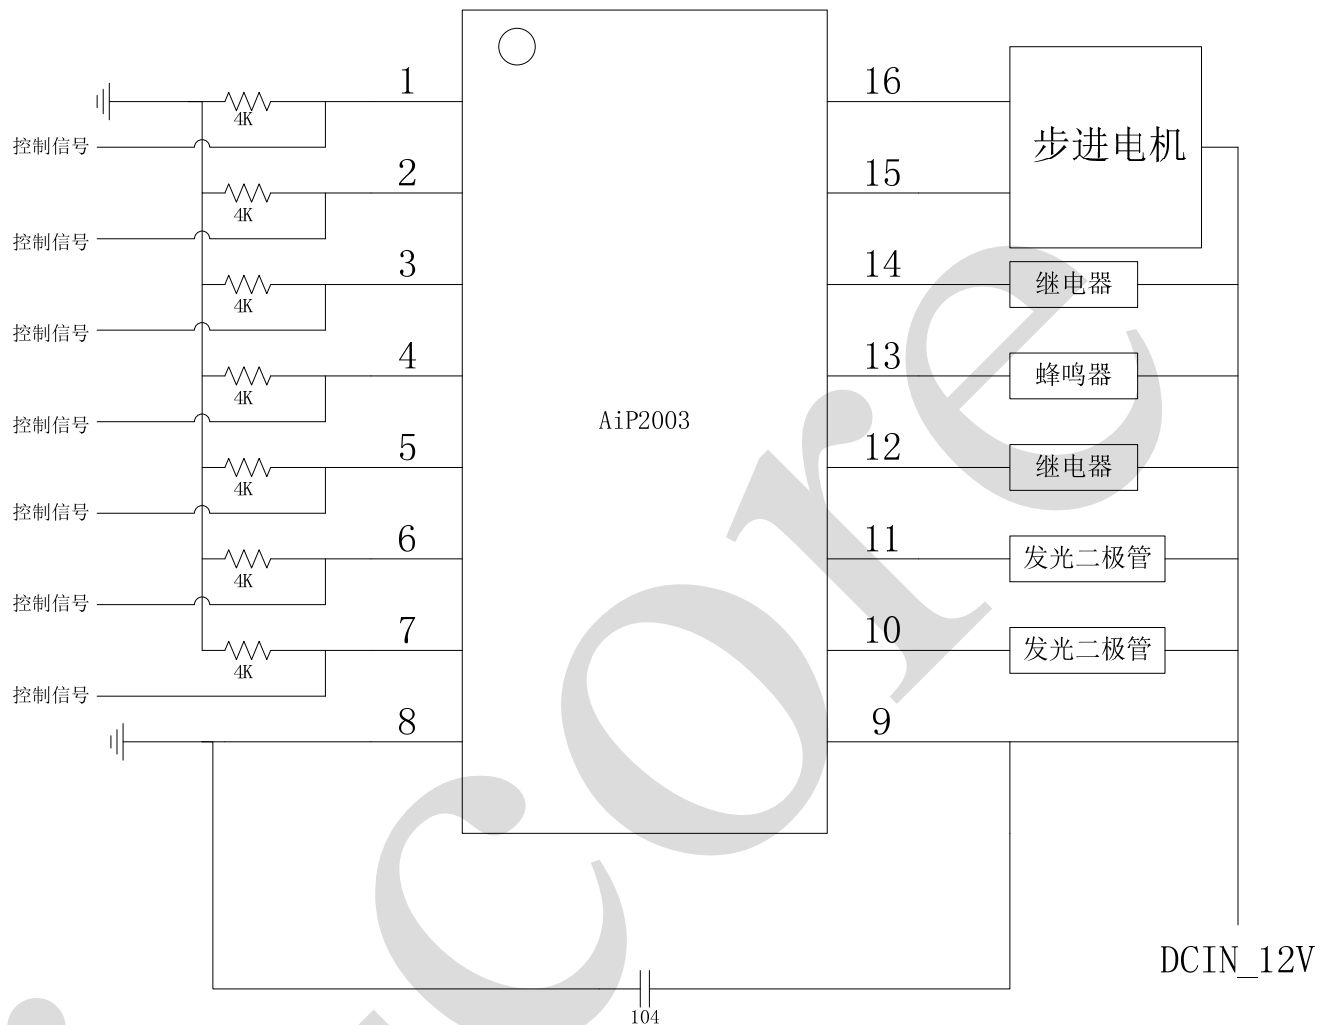 1
16
4K
控制信号
步进电机
2
15
4K
控制信号
3
14
继电器
4K
控制信号
4
13
蜂鸣器
4K
AiP2003
控制信号
5
12
继电器
4K
控制信号
6
11
发光二极管
4K
控制信号
7
10
发光二极管
4K
控制信号
8
9
DCIN_12V
104
icore